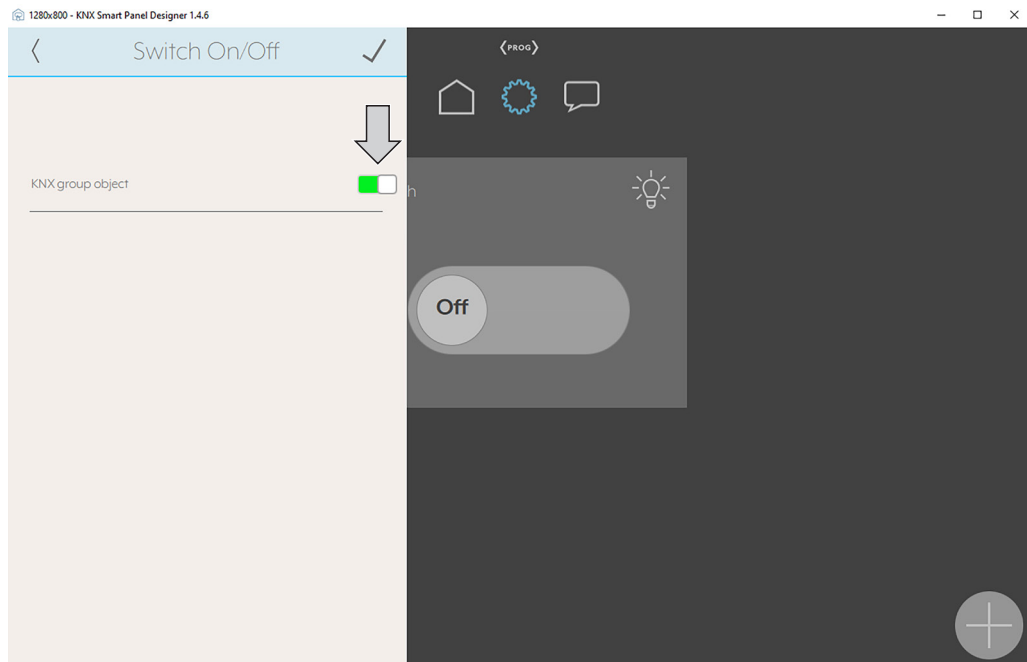 1280x800 - KNX Smart Panel Designer 1.4.6
Switch On/Off
PROG
KNX group object
h
Off